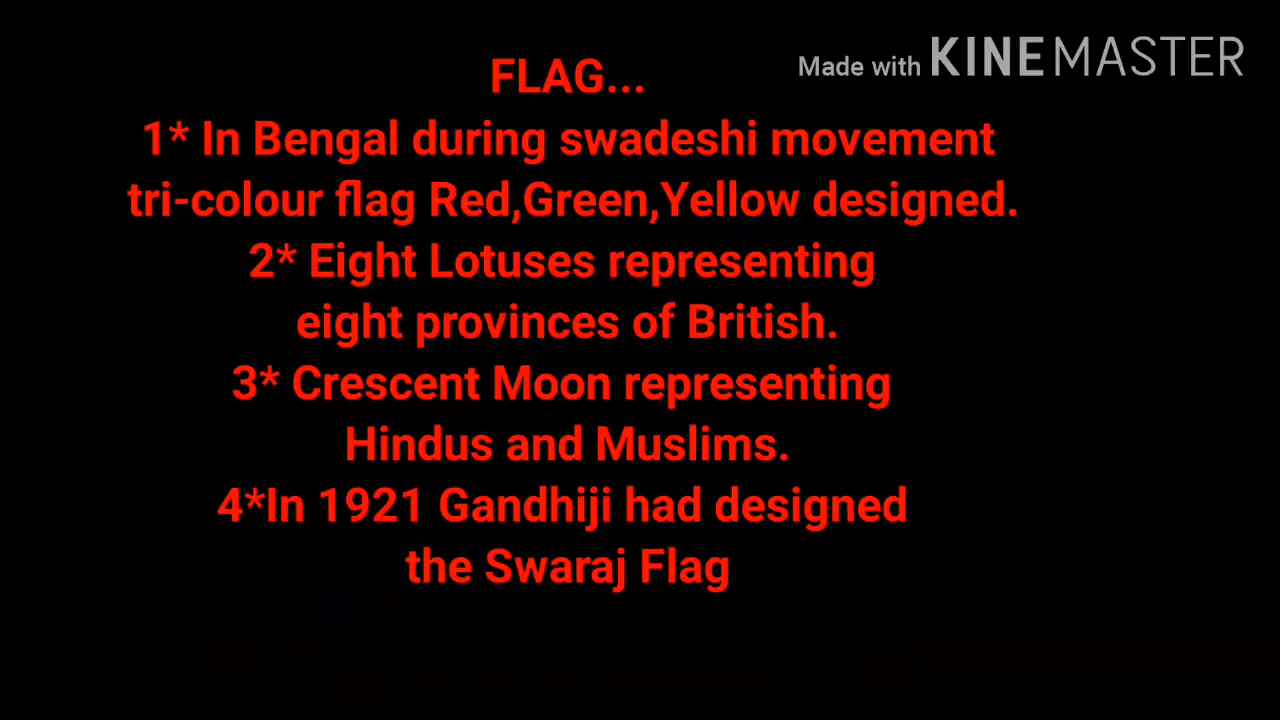 Made with KINEMASTER
FLAG...
1* In Bengal during swadeshi movement
tri-colour flag Red,Green,Yellow designed.
2* Eight Lotuses representing
eight provinces of British.
3* Crescent Moon representing
Hindus and Muslims.
4*In 1921 Gandhiji had designed
the Swaraj Flag